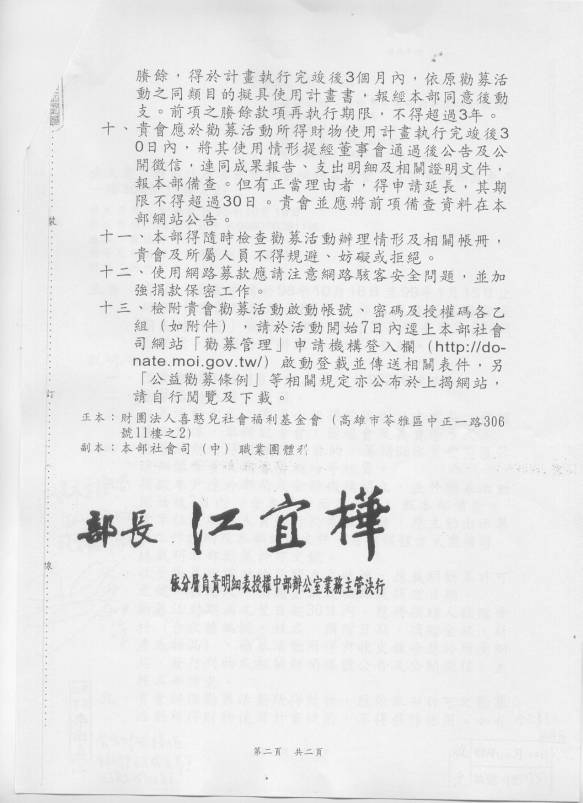 賸餘，得於計畫執行完竣後3個月內，依原勸募活
動之同類目的擬具使用計畫書，報經本部同意後動
支。前項之賸餘款項再執行期限，不得超過3年。
十、貴會應於勸募活動所得財物使用計畫執行完竣後3
0日內，將其使用情形提經董事會通過後公告及公
開徵信，連同成果報告、支出明細及相關證明文件，
報本部備查。但有正當理由者，得申請延長，其期
限不得超過30日。貴會並應將前項備查資料在本
部網站公告。
十一、本部得隨時檢查勸募活動辦理情形及相關帳冊，
貴會及所屬人員不得規避、妨礙或拒絕。
十二、使用網路募款應請注意網路駭客安全問題，並加
強捐款保密工作。
十三、檢附貴會勸募活動啟動帳號、密碼及授權碼各乙
組（如附件），請於活動開始7日內逕上本部社會
司網站「勸募管理」申請機構登入欄（http://do-
nate.moi.gov.tw/）啟動登載並傳送相關表件，另
「公益勸募條例」等相關規定亦公布於上揭網站，
請自行閱覽及下載。
正本：財團法人喜憨兒社會福利基金會（高雄市苓雅區中正一路306
號11樓之2）
副本：本部社會司（中）職業團體科
裝
訂
線
部長 江宜樺
依分層負責明細表授權中部辦公室業務主管決行
第二頁 共二頁